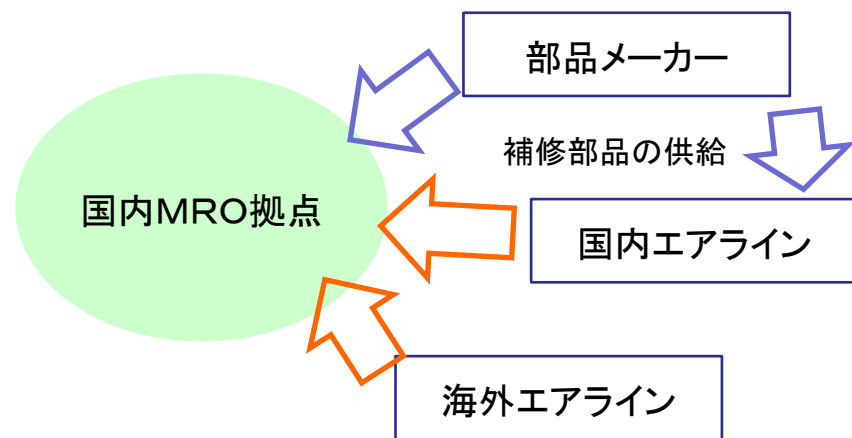 部品メーカー
補修部品の供給
国内MRO拠点
国内エアライン
海外エアライン